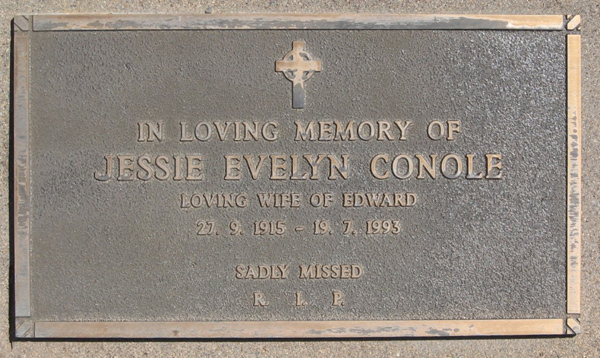 IN LOVING MEMORY OF
JESSIE EVELYN CONOLE
LOVING WIFE OF EDWARD
27. 9. 1915 - 19. 7. 1993
SADLY MISSED
R. I. P.